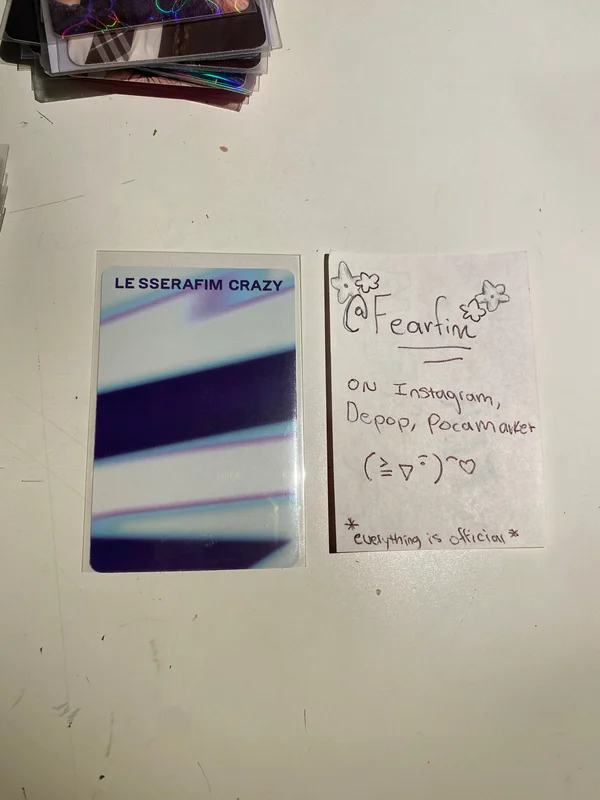 LE SSERAFIM CRAZY
@Fearfim
ON Instagram,
Depop, Pocamarket
(≧▽ ̄)~♡
*everything is official*